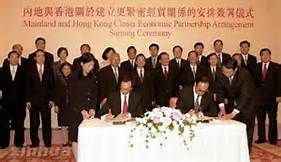 內地與香港關於建立更緊密經貿關係的安排簽署儀式
Mainland and Hong Kong Closer Economic Partnership Arrangement
Signing Ceremony
Xinhua